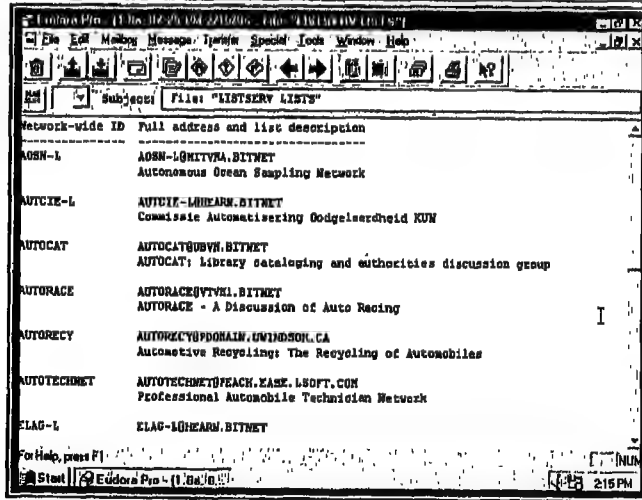 File Edit Mailbox Message Transfer Special Tools Window Help
Subject: File: "LISTSERV LISTS"
Network-wide ID Full address and list description
AOSN-L AOSN-L@MITVMA.BITNET
Autonomous Ocean Sampling Network
AUTCIE-L AUTCIE-L@HEARN.BITNET
Commissie Automatisering Godgeleerdheid KUN
AUTOCAT AUTOCAT@UBVM.BITNET
AUTOCAT: Library cataloging and authorities discussion group
AUTORACE AUTORACE@VTVM1.BITNET
AUTORACE - A Discussion of Auto Racing
AUTORECY AUTORECY@PDOMAIN.UWINDSOR.CA
Automotive Recycling: The Recycling of Automobiles
AUTOTECHNET AUTOTECHNET@PEACH.EASE.LSOFT.COM
Professional Automobile Technician Network
ELAG-L ELAG-L@HEARN.BITNET
For Help, press F1 NUM
Start Eudora Pro - 2:15 PM